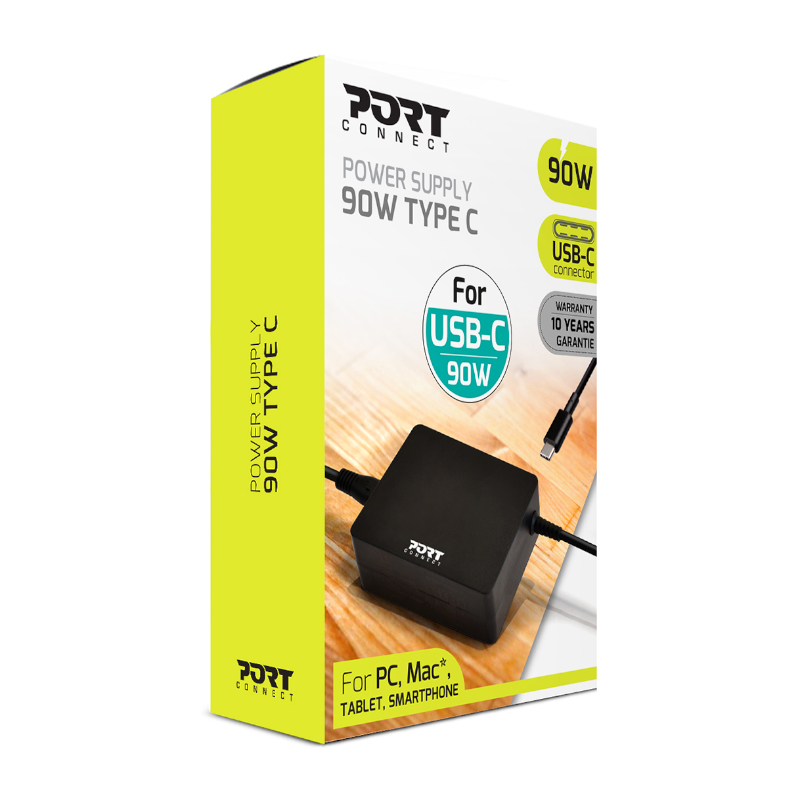 PORT
CONNECT
POWER SUPPLY
90W TYPE C
90W
USB-C
connector
WARRANTY
10 YEARS
GARANTIE
For
USB-C
90W
PORT
CONNECT
For PC, Mac*,
TABLET, SMARTPHONE
POWER SUPPLY
90W TYPE C
PORT
CONNECT